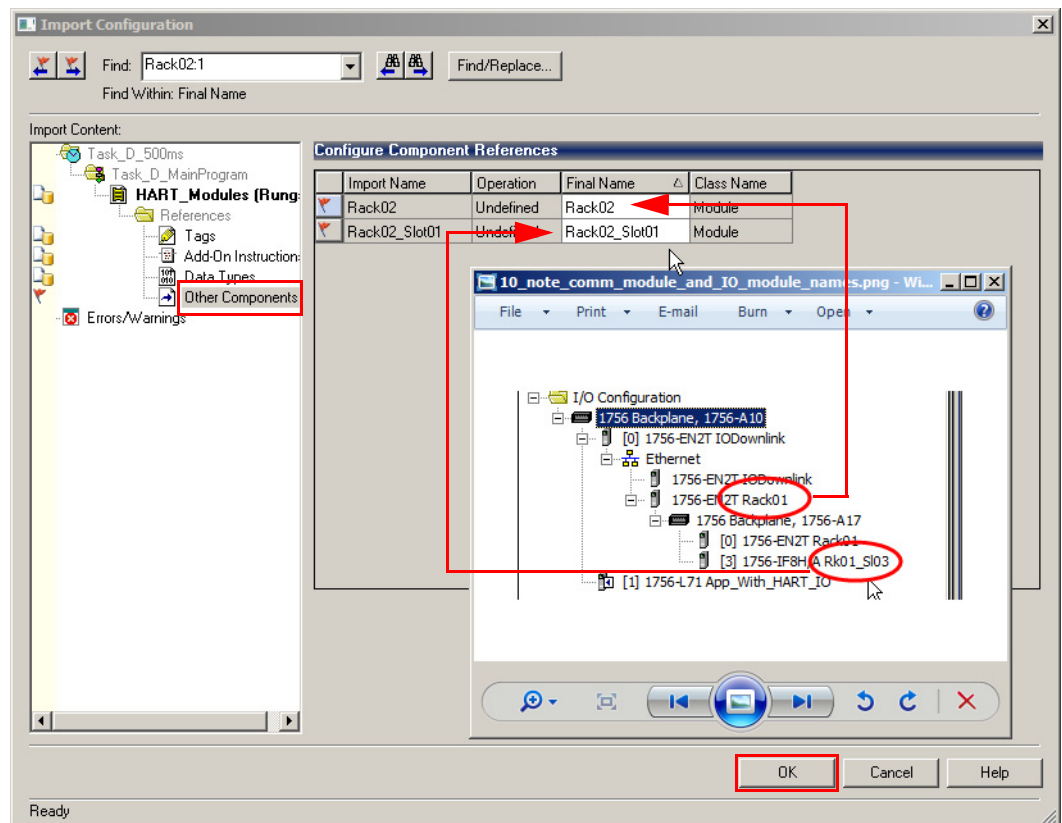 Import Configuration
Find: Rack02:1
Find/Replace...
Find Within: Final Name
Import Content:
Task_D_500ms
Task_D_MainProgram
HART_Modules (Rung
References
Tags
Add-On Instruction
Data Types
Other Components
Errors/Warnings
Configure Component References
Import Name Operation Final Name Class Name
Rack02 Undefined Rack02 Module
Rack02_Slot01 Undefined Rack02_Slot01 Module
10_note_comm_module_and_IO_module_names.png - Wi...
File Print E-mail Burn Open
I/O Configuration
1756 Backplane, 1756-A10
[0] 1756-EN2T IODownlink
Ethernet
1756-EN2T IODownlink
1756-EN2T Rack01
1756 Backplane, 1756-A17
[0] 1756-EN2T Rack01
[3] 1756-IF8H/A Rk01_Sl03
[1] 1756-L71 App_With_HART_IO
OK Cancel Help
Ready